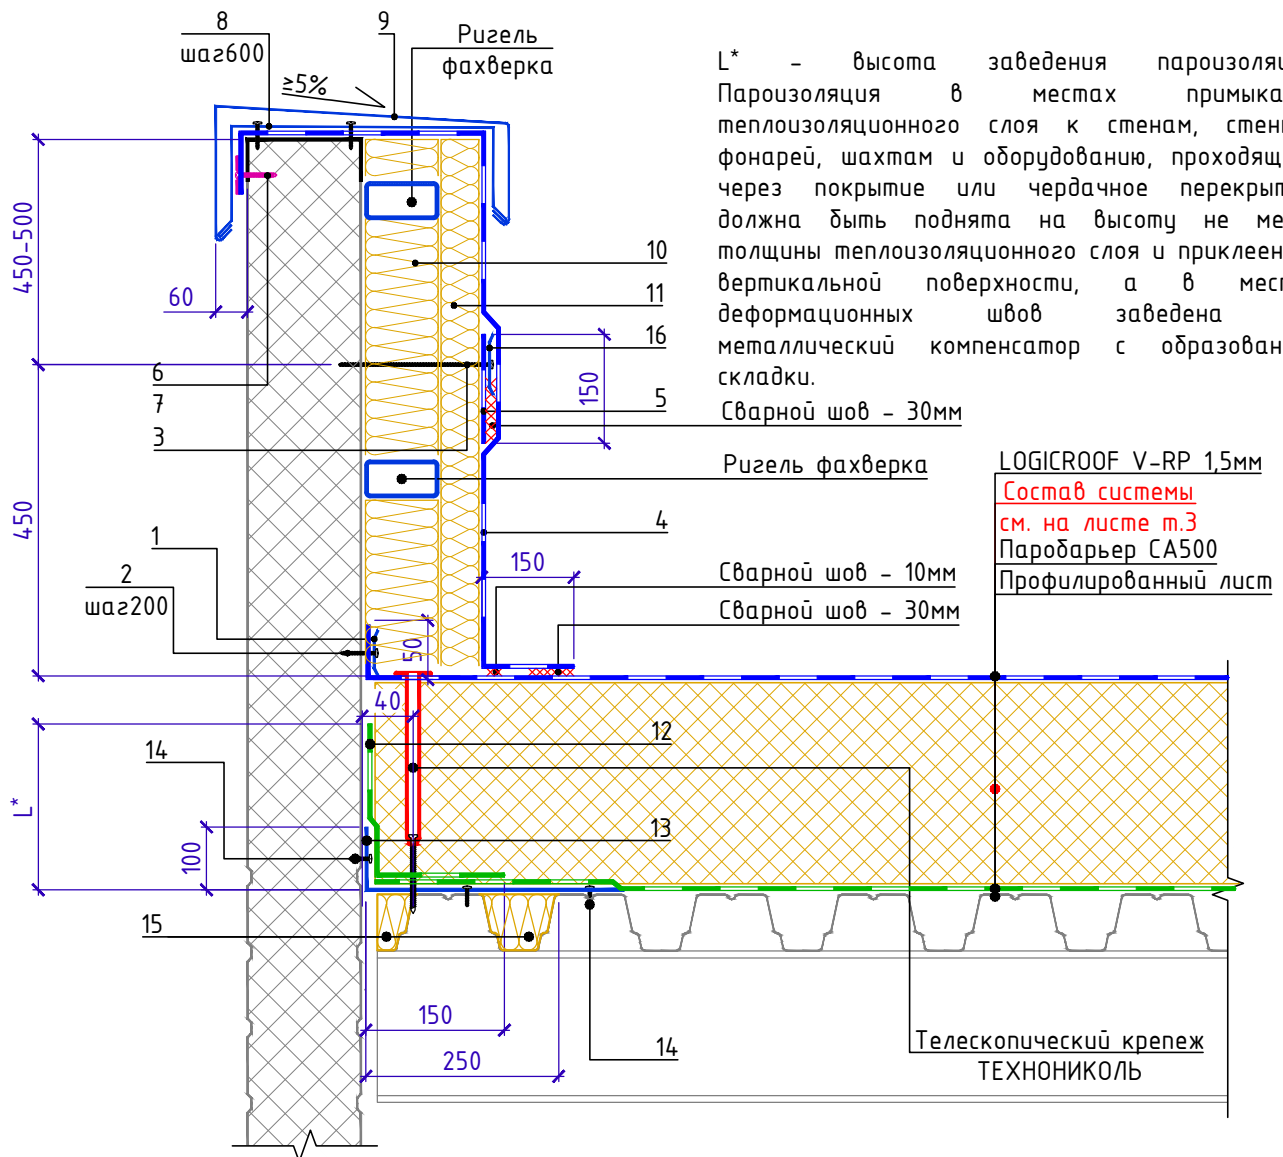 8
шаг600
9
Ригель
фахверка
≥5%
L* - высота заведения пароизоляц
Пароизоляция в местах примыка
теплоизоляционного слоя к стенам, стен
фонарей, шахтам и оборудованию, проходящ
через покрытие или чердачное перекрыт
должна быть поднята на высоту не ме
толщины теплоизоляционного слоя и приклеен
вертикальной поверхности, а в мест
деформационных швов заведена
металлический компенсатор с образован
складки.
450-500
60
10
11
16
150
6
7
3
5
Сварной шов - 30мм
Ригель фахверка
LOGICROOF V-RP 1,5мм
Состав системы
см. на листе т.3
Паробарьер СА500
Профилированный лист
450
4
1
2
шаг200
150
Сварной шов - 10мм
Сварной шов - 30мм
50
40
12
14
L*
100
13
15
150
250
14
Телескопический крепеж
ТЕХНОНИКОЛЬ